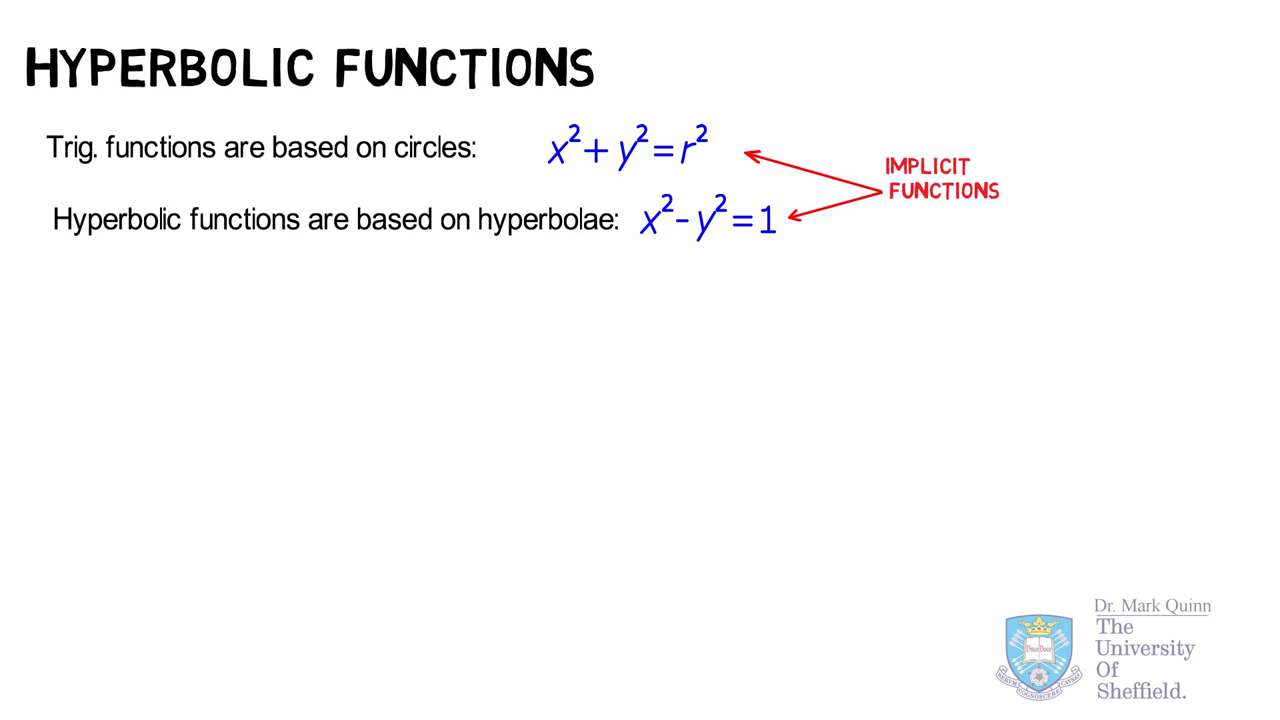 HYPERBOLIC FUNCTIONS
Trig. functions are based on circles: x²+y²=r²
IMPLICIT
FUNCTIONS
Hyperbolic functions are based on hyperbolae: x²-y²=1
Dr. Mark Quinn
The
University
Of
Sheffield.